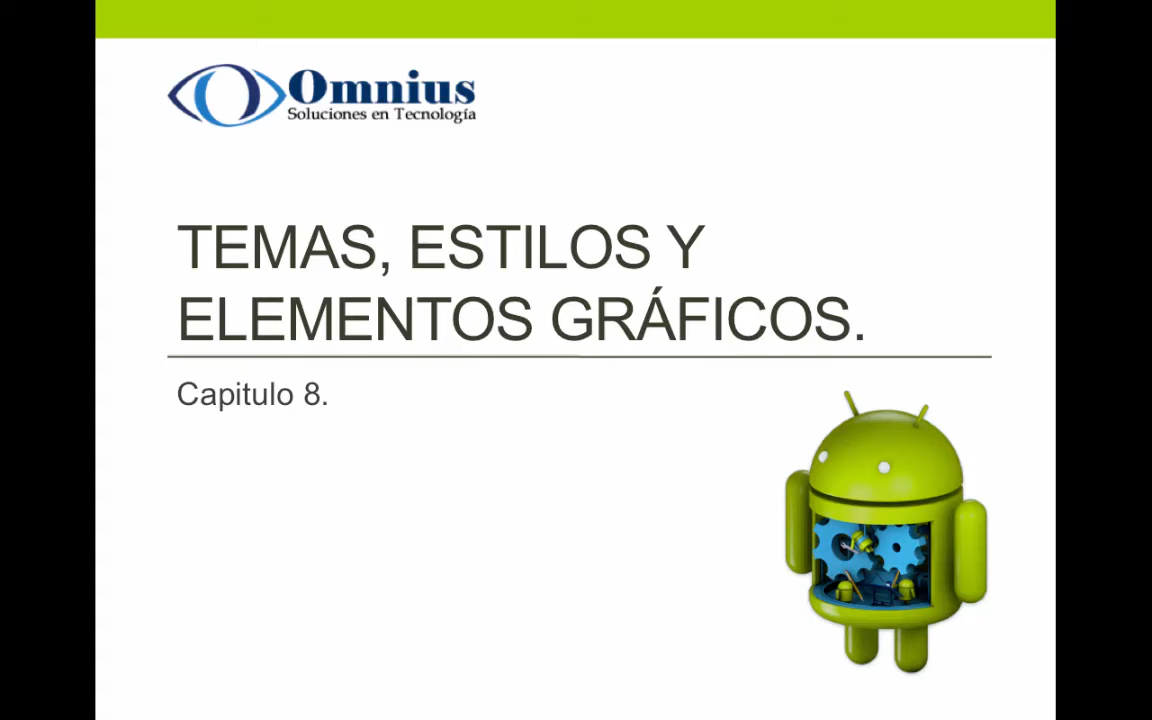 Omnius
Soluciones en Tecnología
TEMAS, ESTILOS Y
ELEMENTOS GRÁFICOS.
Capitulo 8.